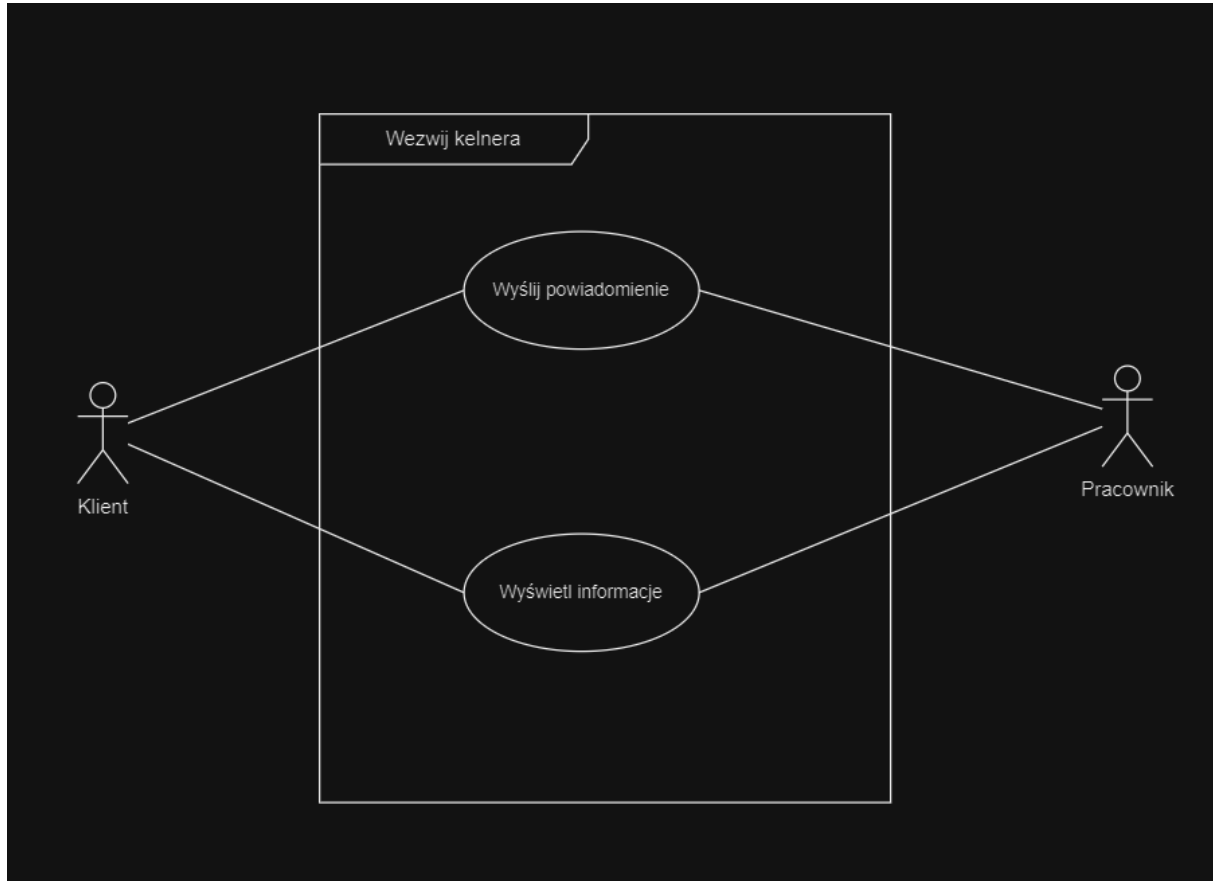 Wezwij kelnera
Wyślij powiadomienie
Klient
Pracownik
Wyświetl informacje